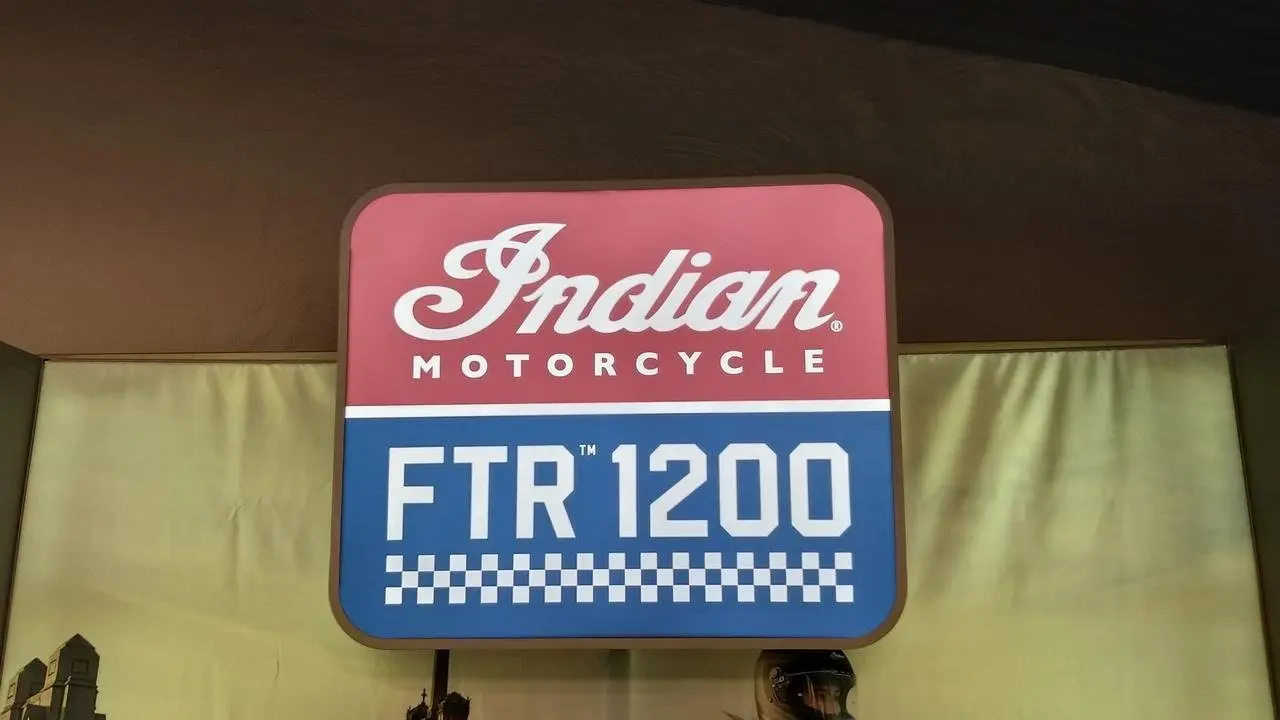 Indian®
MOTORCYCLE
FTR™ 1200